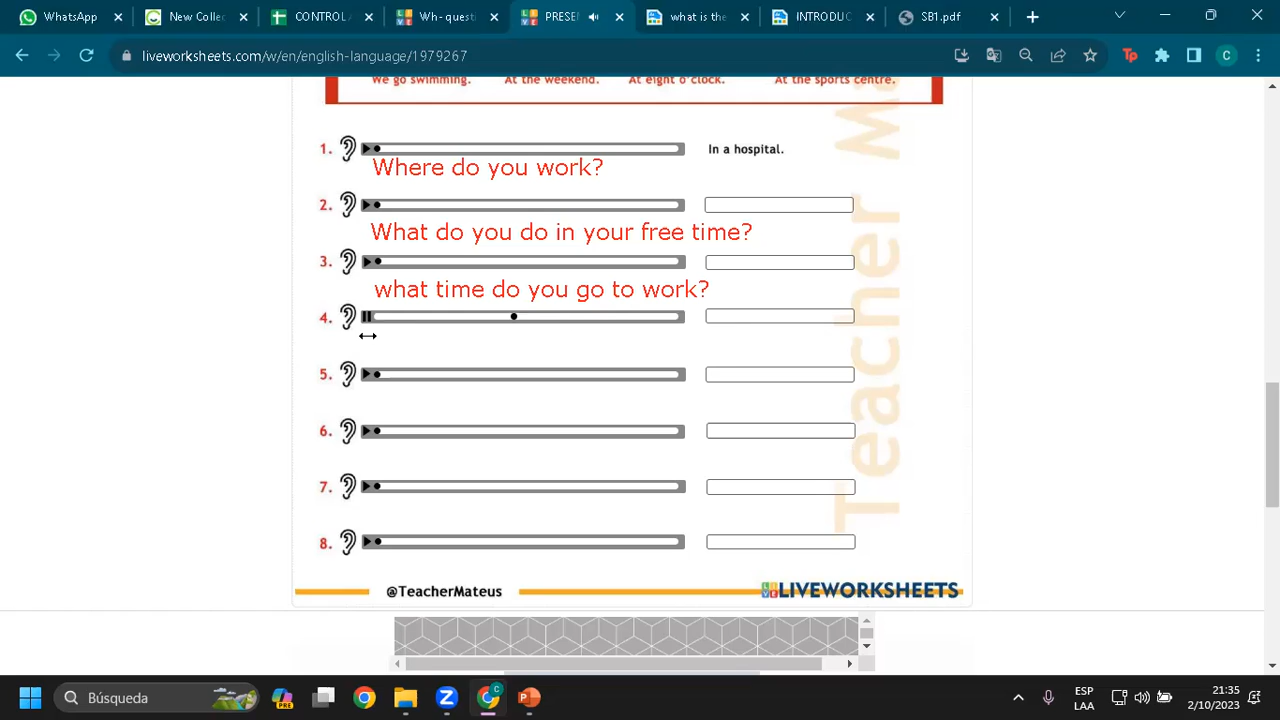 WhatsApp
New Collec
CONTROL A
Wh- questi
PRESEN
what is the
INTRODUC
SB1.pdf
liveworksheets.com/w/en/english-language/1979267
We go swimming. At the weekend. At eight o'clock. At the sports centre.
1. In a hospital.
Where do you work?
2.
What do you do in your free time?
3.
what time do you go to work?
4.
5.
6.
7.
8.
Teacher Ma
@TeacherMateus
LIVEWORKSHEETS
Búsqueda
ESP
LAA
21:35
2/10/2023